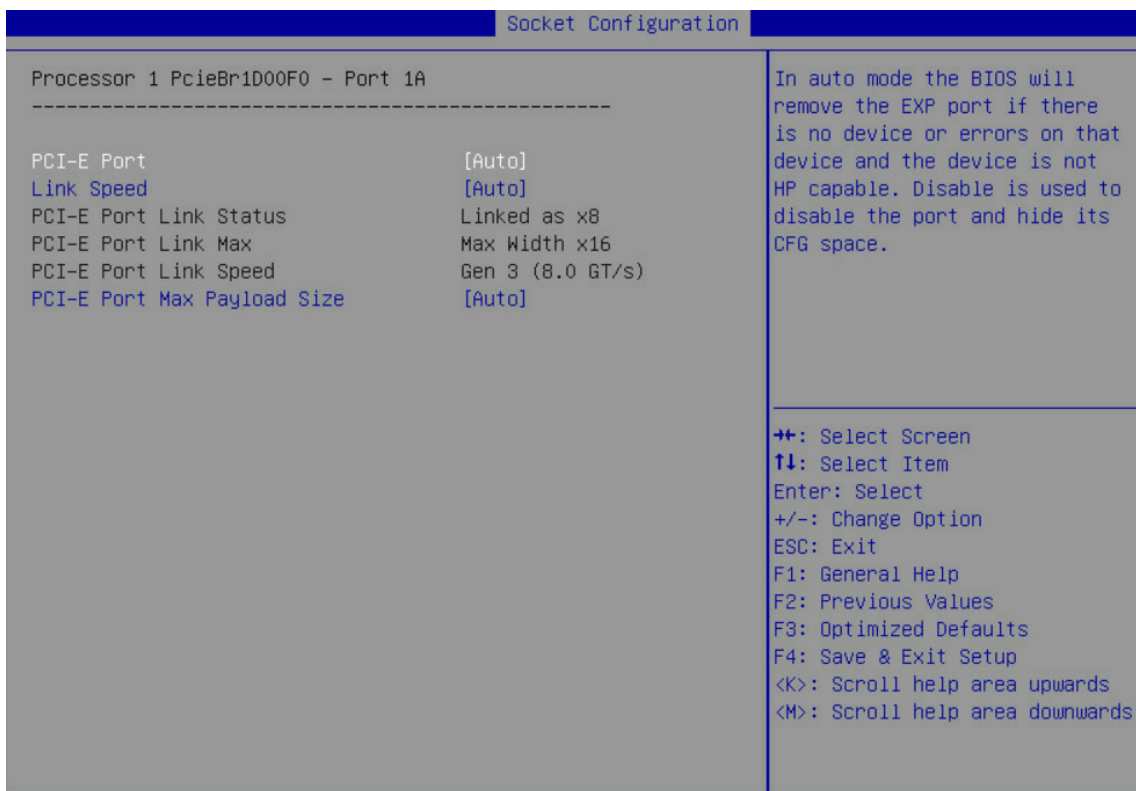 Socket Configuration
Processor 1 PcieBr1D00F0 - Port 1A
-------------------------------------------------
PCI-E Port [Auto]
Link Speed [Auto]
PCI-E Port Link Status Linked as x8
PCI-E Port Link Max Max Width x16
PCI-E Port Link Speed Gen 3 (8.0 GT/s)
PCI-E Port Max Payload Size [Auto]
In auto mode the BIOS will
remove the EXP port if there
is no device or errors on that
device and the device is not
HP capable. Disable is used to
disable the port and hide its
CFG space.
→←: Select Screen
↑↓: Select Item
Enter: Select
+/-: Change Option
ESC: Exit
F1: General Help
F2: Previous Values
F3: Optimized Defaults
F4: Save & Exit Setup
<K>: Scroll help area upwards
<M>: Scroll help area downwards